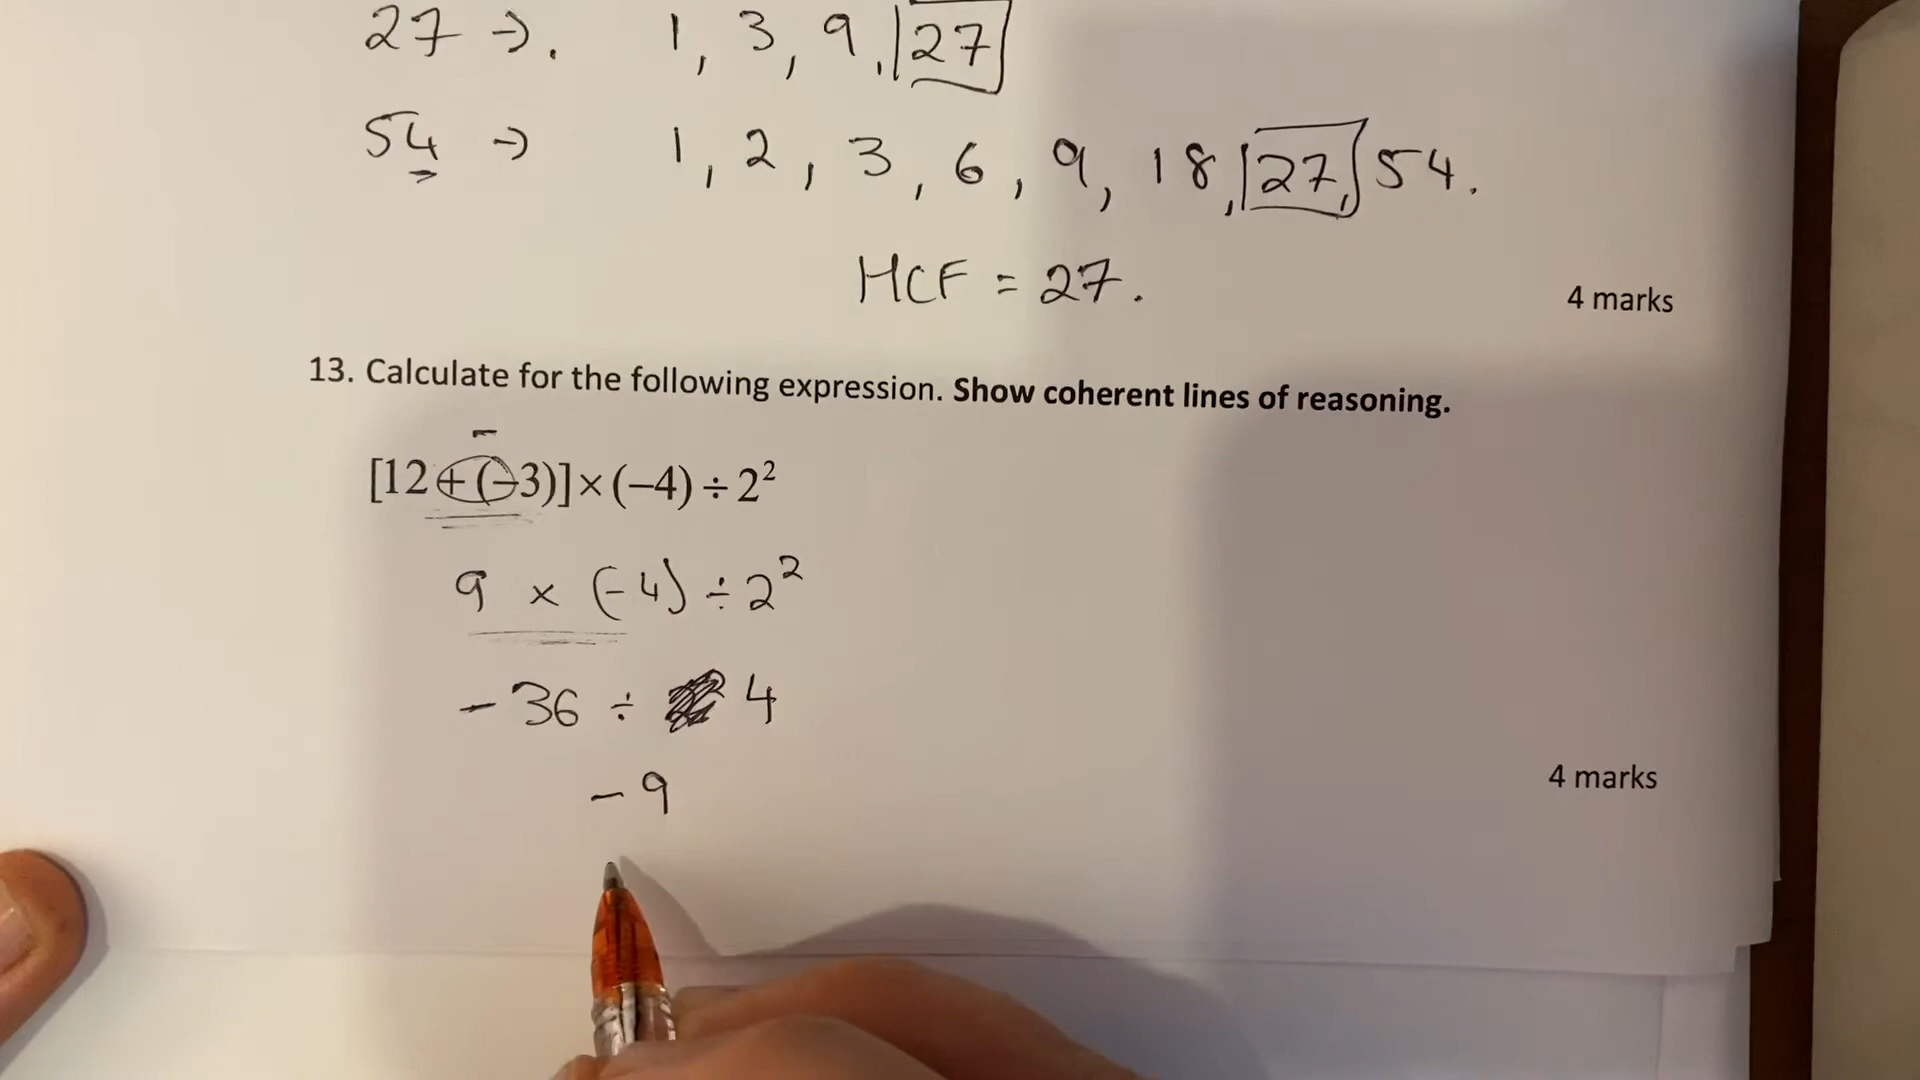 27 → . 1, 3, 9, 27
54 → 1, 2, 3, 6, 9, 18, 27, 54.
HCF = 27.
4 marks
13. Calculate for the following expression. Show coherent lines of reasoning.
−
[12 + (−3)] × (−4) ÷ 2²
9 × (-4) ÷ 2²
- 36 ÷ 4
- 9
4 marks